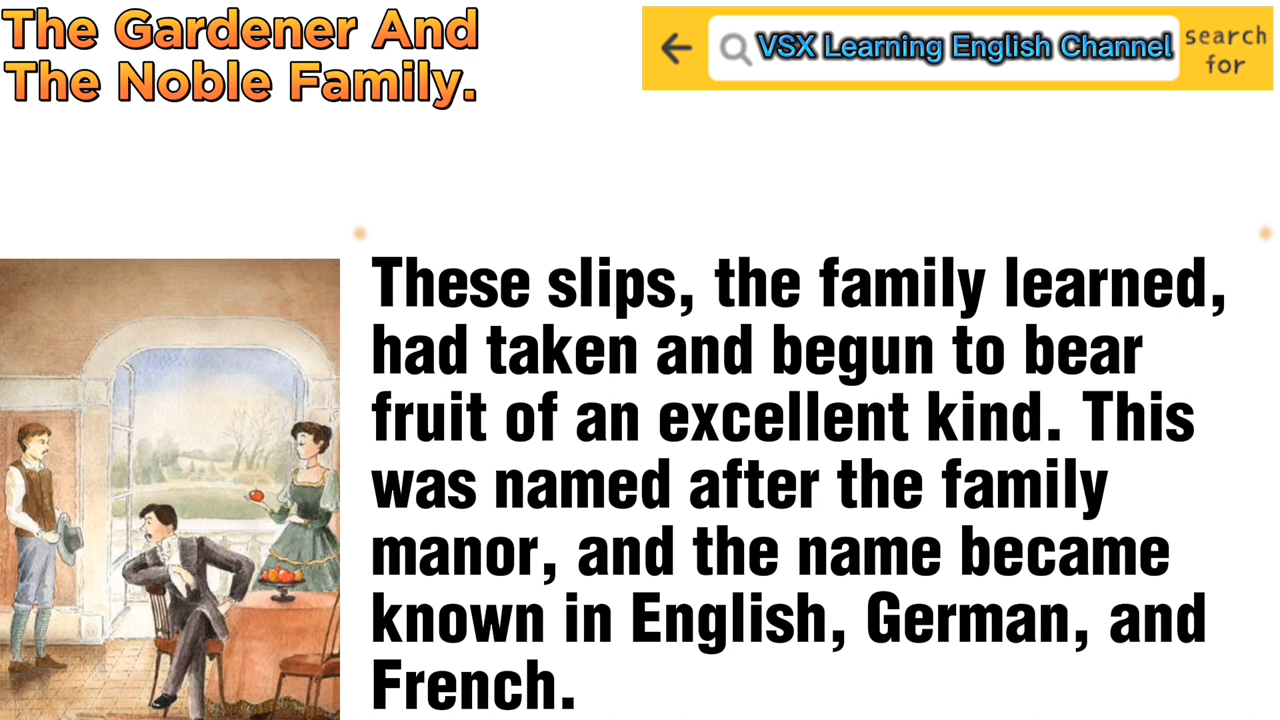 The Gardener And
The Noble Family.
VSX Learning English Channel
search
for
These slips, the family learned,
had taken and begun to bear
fruit of an excellent kind. This
was named after the family
manor, and the name became
known in English, German, and
French.